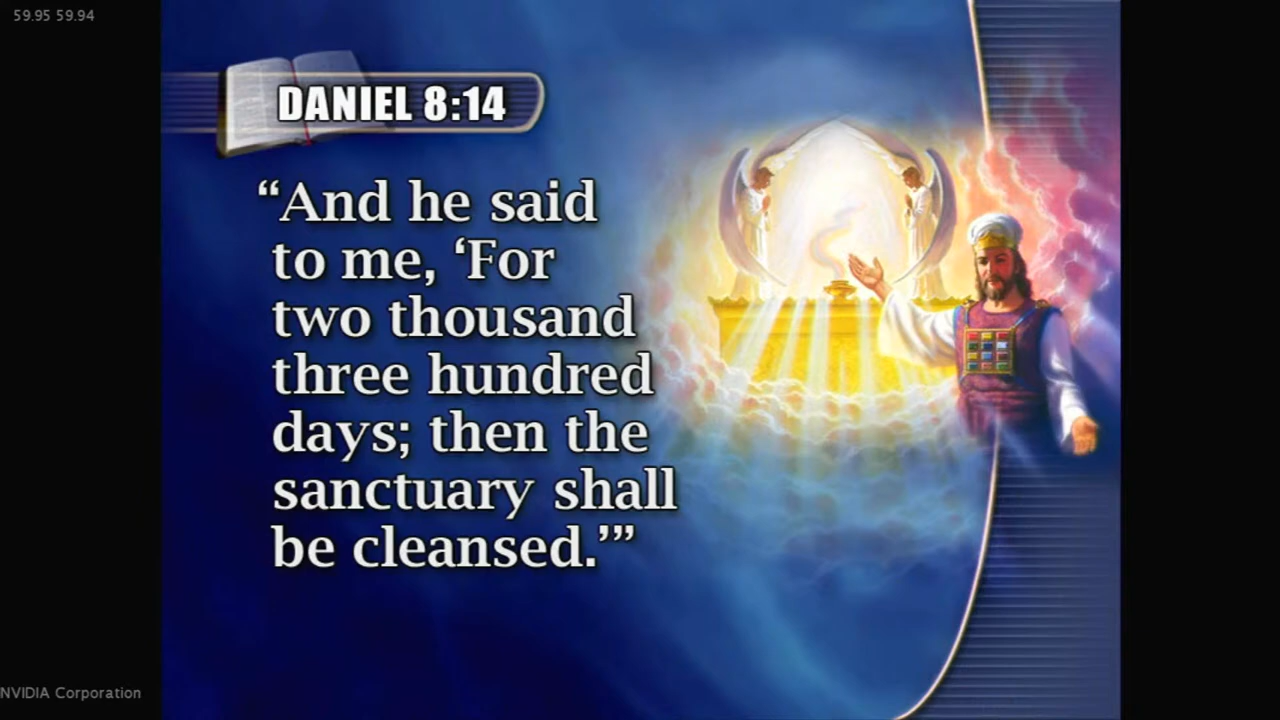 59.95 59.94
DANIEL 8:14
“And he said
to me, ‘For
two thousand
three hundred
days; then the
sanctuary shall
be cleansed.’”
NVIDIA Corporation